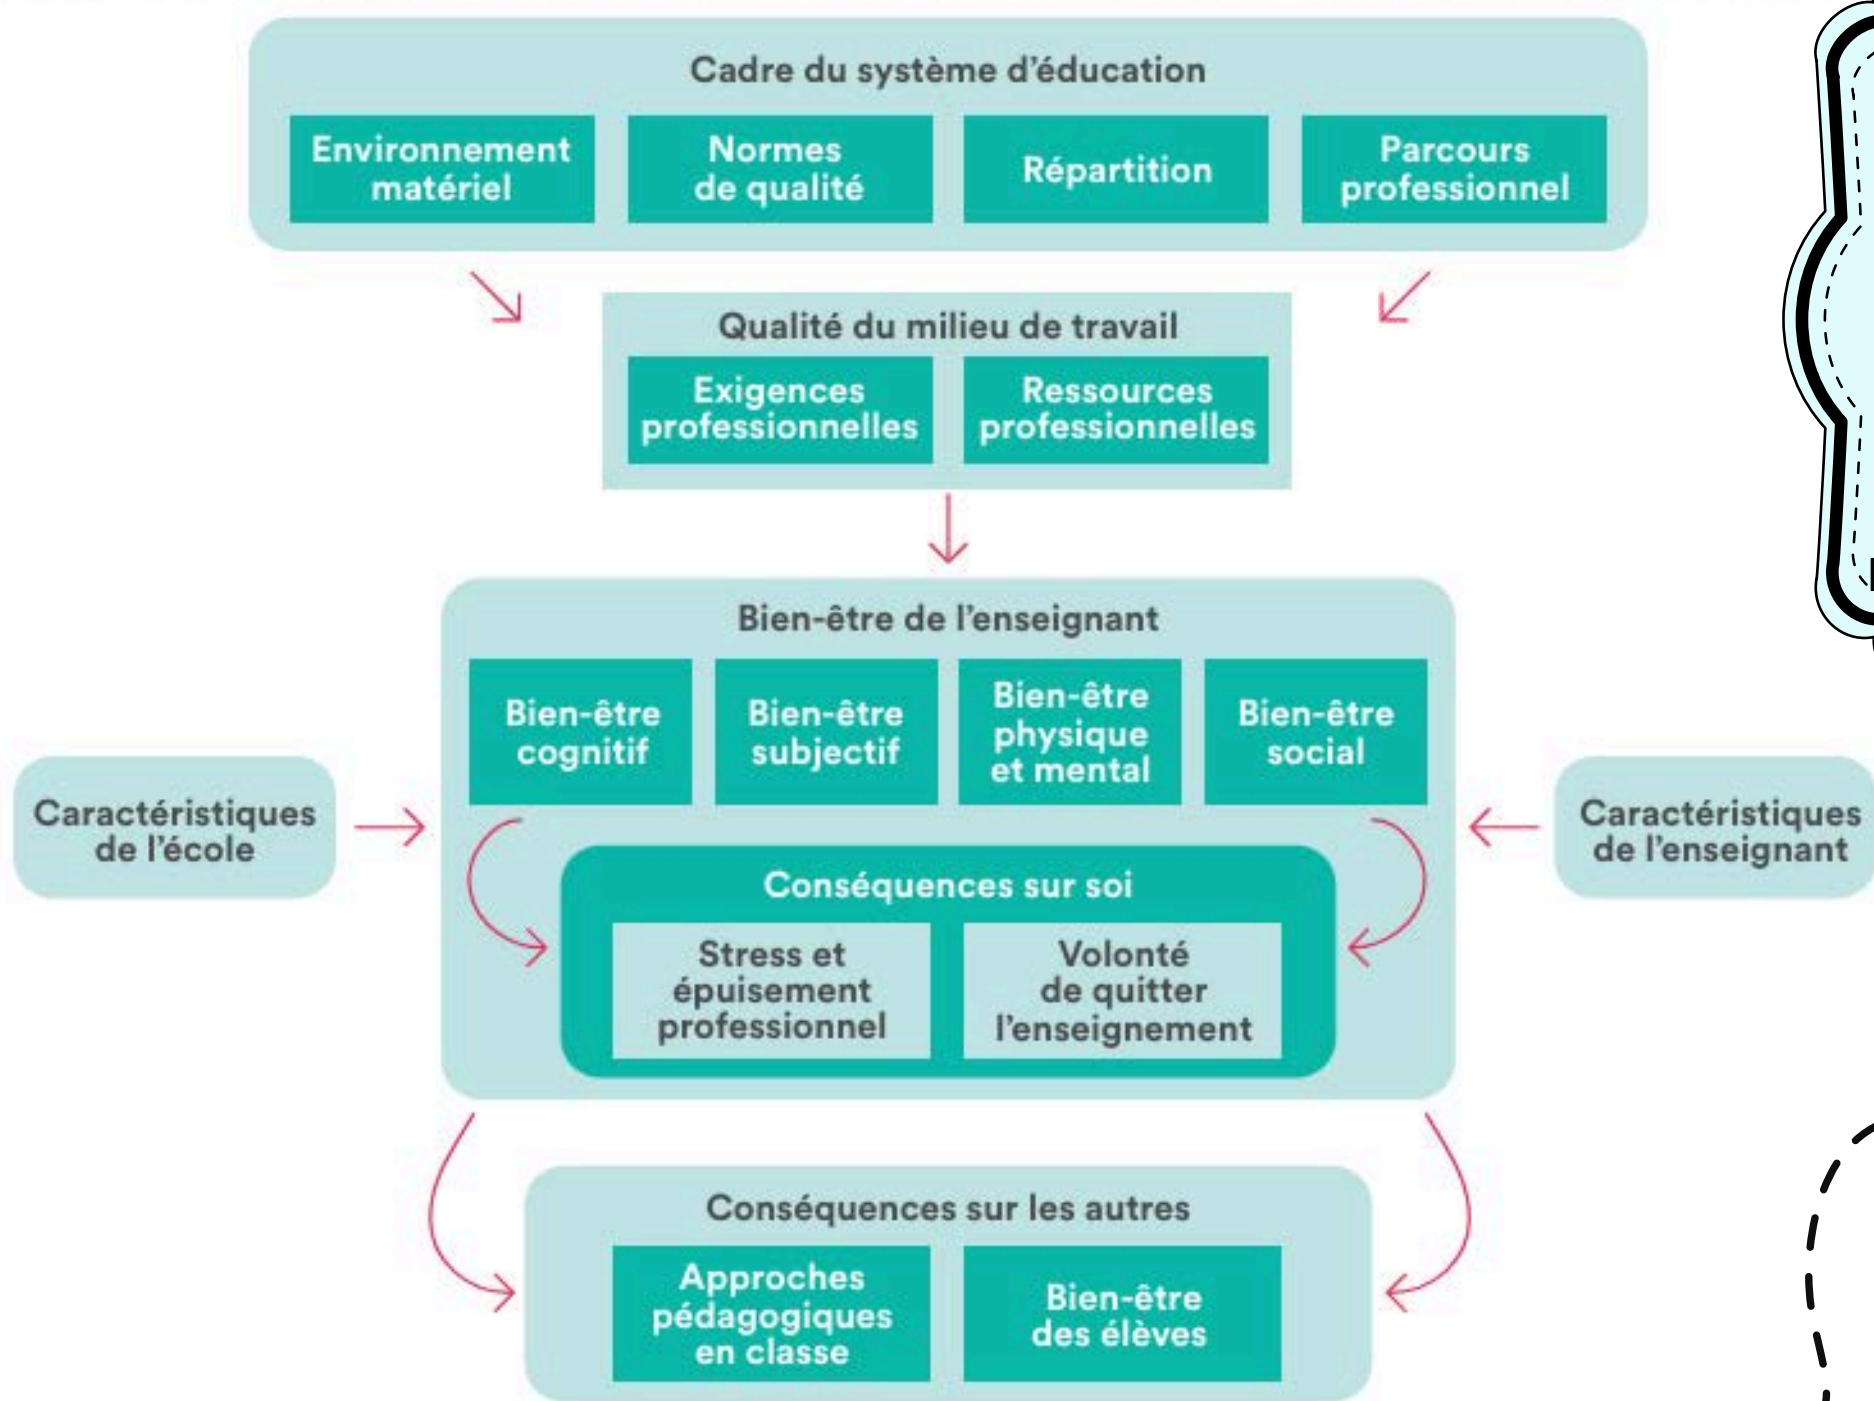 Cadre du système d'éducation
Environnement
matériel
Normes
de qualité
Répartition
Parcours
professionnel
Qualité du milieu de travail
Exigences
professionnelles
Ressources
professionnelles
Bien-être de l'enseignant
Bien-être
cognitif
Bien-être
subjectif
Bien-être
physique
et mental
Bien-être
social
Caractéristiques
de l'école
Caractéristiques
de l'enseignant
Conséquences sur soi
Stress et
épuisement
professionnel
Volonté
de quitter
l'enseignement
Conséquences sur les autres
Approches
pédagogiques
en classe
Bien-être
des élèves